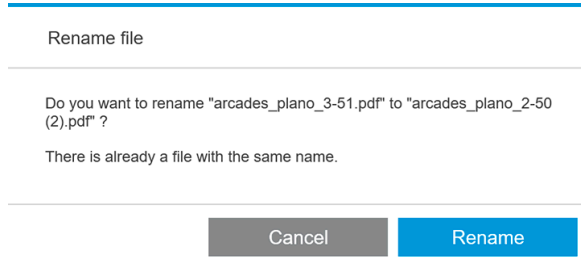 Rename file
Do you want to rename "arcades_plano_3-51.pdf" to "arcades_plano_2-50
(2).pdf" ?
There is already a file with the same name.
Cancel
Rename